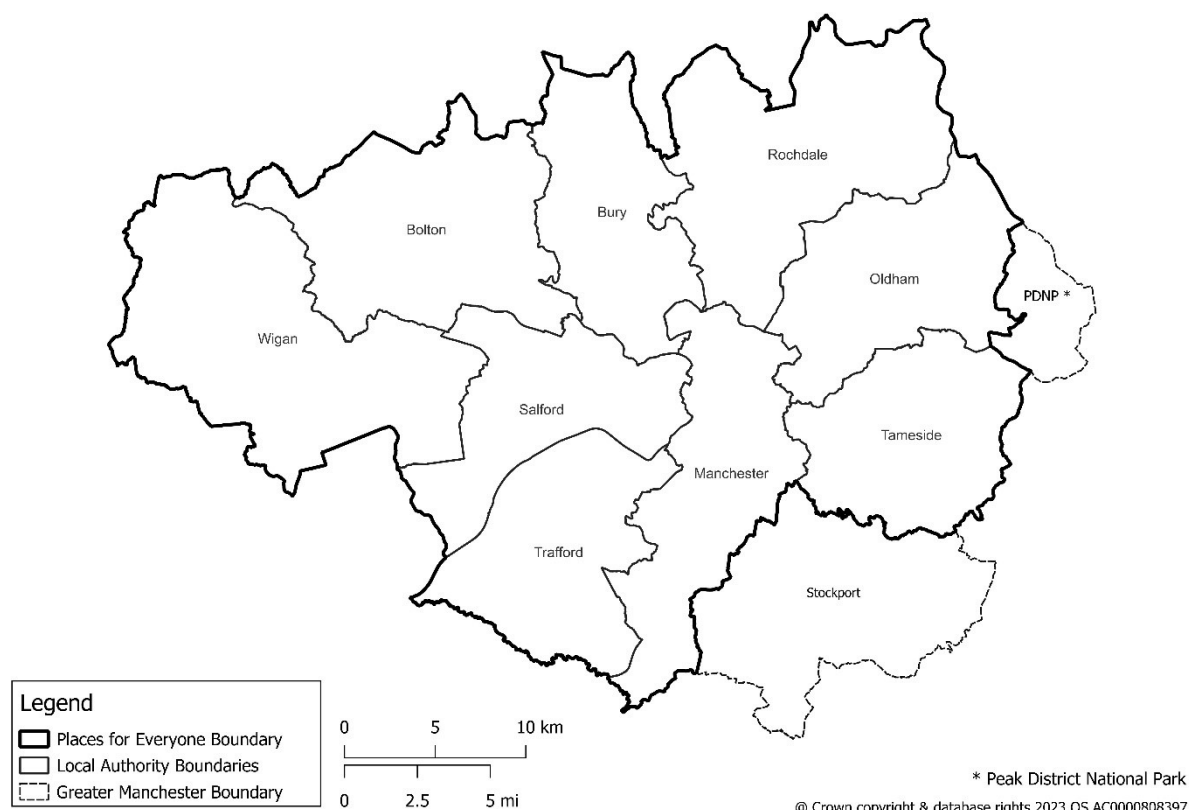 Rochdale
Bury
Bolton
Oldham
PDNP *
Wigan
Salford
Tameside
Manchester
Trafford
Stockport
Legend
Places for Everyone Boundary
Local Authority Boundaries
Greater Manchester Boundary
0 5 10 km
0 2.5 5 mi
* Peak District National Park
@ Crown copyright & database rights 2023 OS AC0000808397